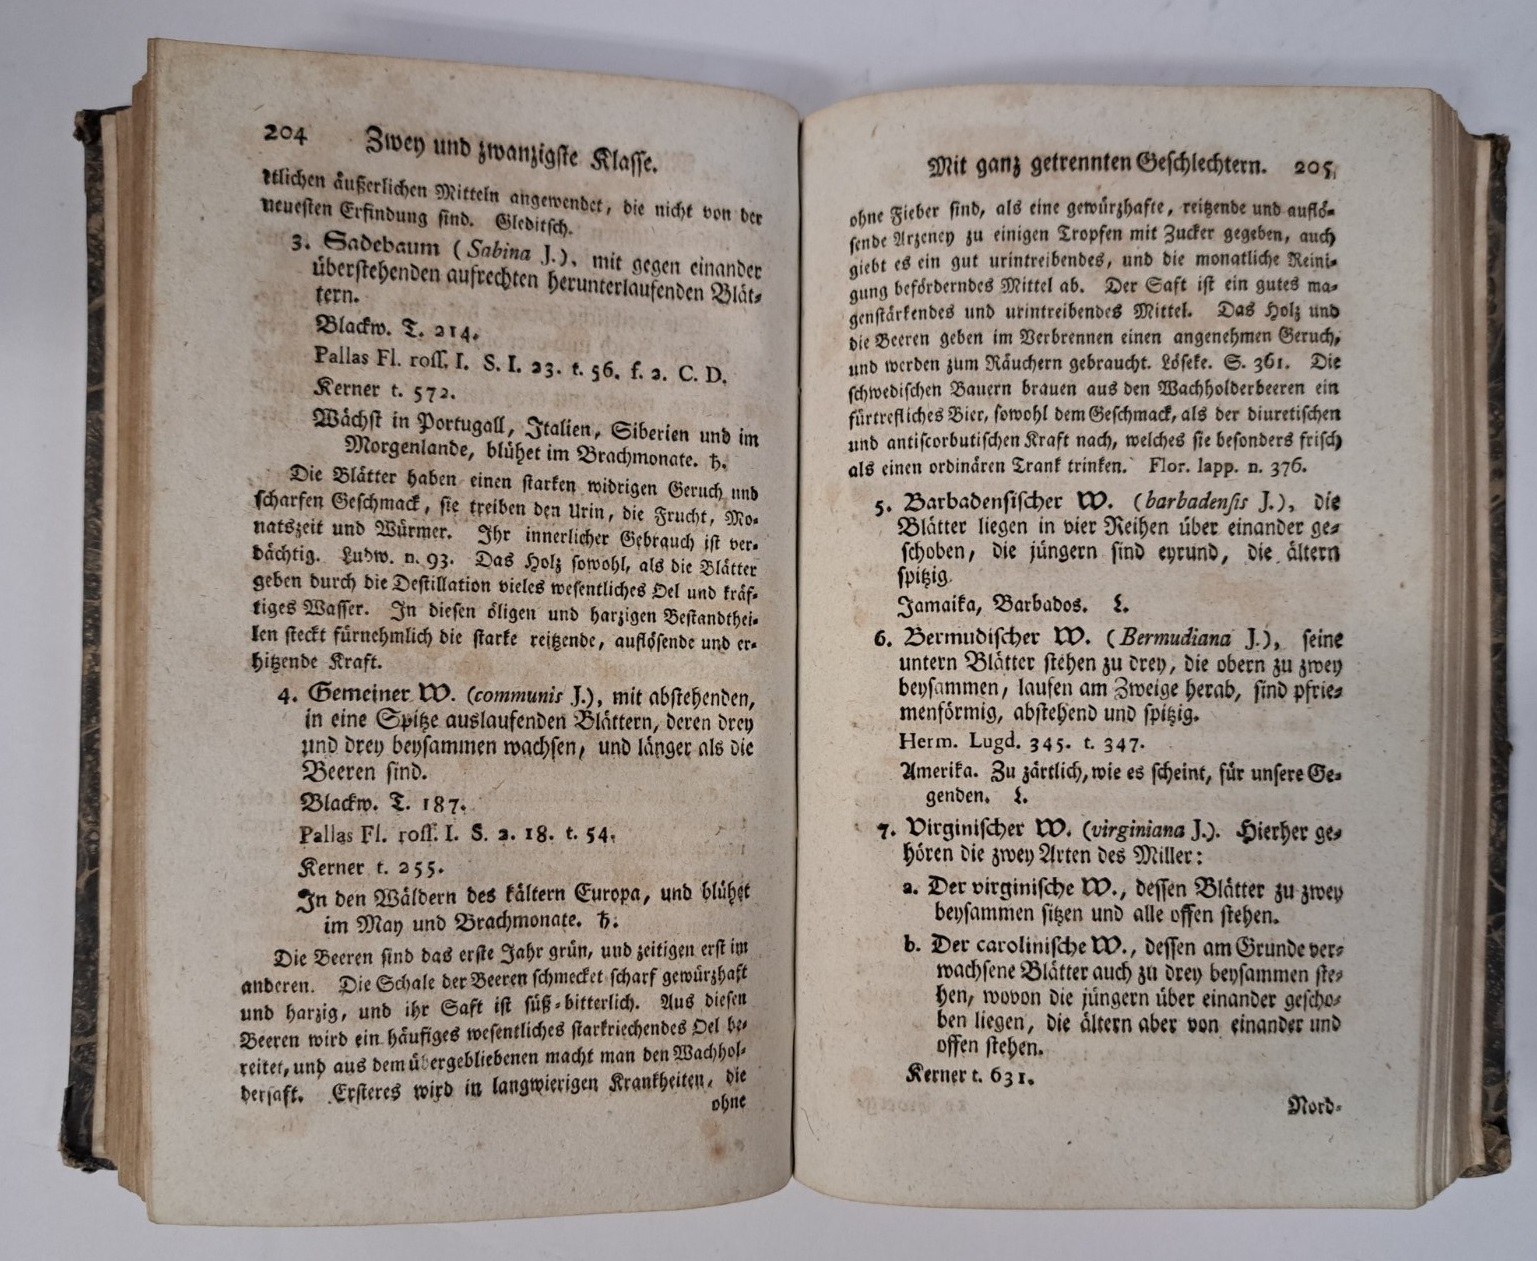 204 Zwey und zwanzigste Klasse.
etlichen äußerlichen Mitteln angewendet, die nicht von der
neuesten Erfindung sind. Gleditsch.
3. Sadebaum (Sabina J.), mit gegen einander
überstehenden aufrechten herunterlaufenden Blät-
tern.
Blackw. T. 214.
Pallas Fl. ross. I. S. I. 23. t. 56. f. 2. C. D.
Kerner t. 572.
Wächst in Portugall, Italien, Siberien und im
Morgenlande, blühet im Brachmonate. ♄.
Die Blätter haben einen starken widrigen Geruch und
scharfen Geschmack, sie treiben den Urin, die Frucht, Mo-
natszeit und Würmer. Ihr innerlicher Gebrauch ist ver-
dächtig. Ludw. n. 93. Das Holz sowohl, als die Blätter
geben durch die Destillation vieles wesentliches Oel und kräf-
tiges Wasser. In diesen öligen und harzigen Bestandthei-
len steckt fürnehmlich die starke reitzende, auflösende und er-
hitzende Kraft.
4. Gemeiner W. (communis J.), mit abstehenden,
in eine Spitze auslaufenden Blättern, deren drey
und drey beysammen wachsen, und länger als die
Beeren sind.
Blackw. T. 187.
Pallas Fl. ross. I. S. 2. 18. t. 54.
Kerner t. 255.
In den Wäldern des kältern Europa, und blühet
im May und Brachmonate. ♄.
Die Beeren sind das erste Jahr grün, und zeitigen erst im
anderen. Die Schale der Beeren schmecket scharf gewürzhaft
und harzig, und ihr Saft ist süß-bitterlich. Aus diesen
Beeren wird ein häufiges wesentliches starkriechendes Oel be-
reitet, und aus dem übergebliebenen macht man den Wachhol-
dersaft. Ersteres wird in langwierigen Krankheiten, die
ohne
Mit ganz getrennten Geschlechtern. 205
ohne Fieber sind, als eine gewürzhafte, reitzende und auflö-
sende Arzeney zu einigen Tropfen mit Zucker gegeben, auch
giebt es ein gut urintreibendes, und die monatliche Reini-
gung beförderndes Mittel ab. Der Saft ist ein gutes ma-
genstärkendes und urintreibendes Mittel. Das Holz und
die Beeren geben im Verbrennen einen angenehmen Geruch,
und werden zum Räuchern gebraucht. Löseke. S. 361. Die
schwedischen Bauern brauen aus den Wachholderbeeren ein
fürtrefliches Bier, sowohl dem Geschmack, als der diuretischen
und antiscorbutischen Kraft nach, welches sie besonders frisch
als einen ordinären Trank trinken. Flor. lapp. n. 376.
5. Barbadensischer W. (barbadensis J.), die
Blätter liegen in vier Reihen über einander ge-
schoben, die jüngern sind eyrund, die ältern
spitzig.
Jamaika, Barbados. L.
6. Bermudischer W. (Bermudiana J.), seine
untern Blätter stehen zu drey, die obern zu zwey
beysammen, laufen am Zweige herab, sind pfrie-
menförmig, abstehend und spitzig.
Herm. Lugd. 345. t. 347.
Amerika. Zu zärtlich, wie es scheint, für unsere Ge-
genden. L.
7. Virginischer W. (virginiana J.). Hierher ge-
hören die zwey Arten des Miller:
a. Der virginische W., dessen Blätter zu zwey
beysammen sitzen und alle offen stehen.
b. Der carolinische W., dessen am Grunde ver-
wachsene Blätter auch zu drey beysammen ste-
hen, wovon die jüngern über einander gescho-
ben liegen, die ältern aber von einander und
offen stehen.
Kerner t. 631.
Nord-